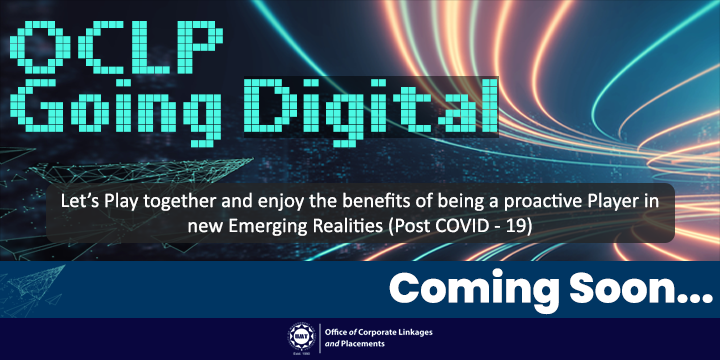 OCLP
Going Digital
Let's Play together and enjoy the benefits of being a proactive Player in
new Emerging Realities (Post COVID - 19)
Coming Soon...
Office of Corporate Linkages
and Placements